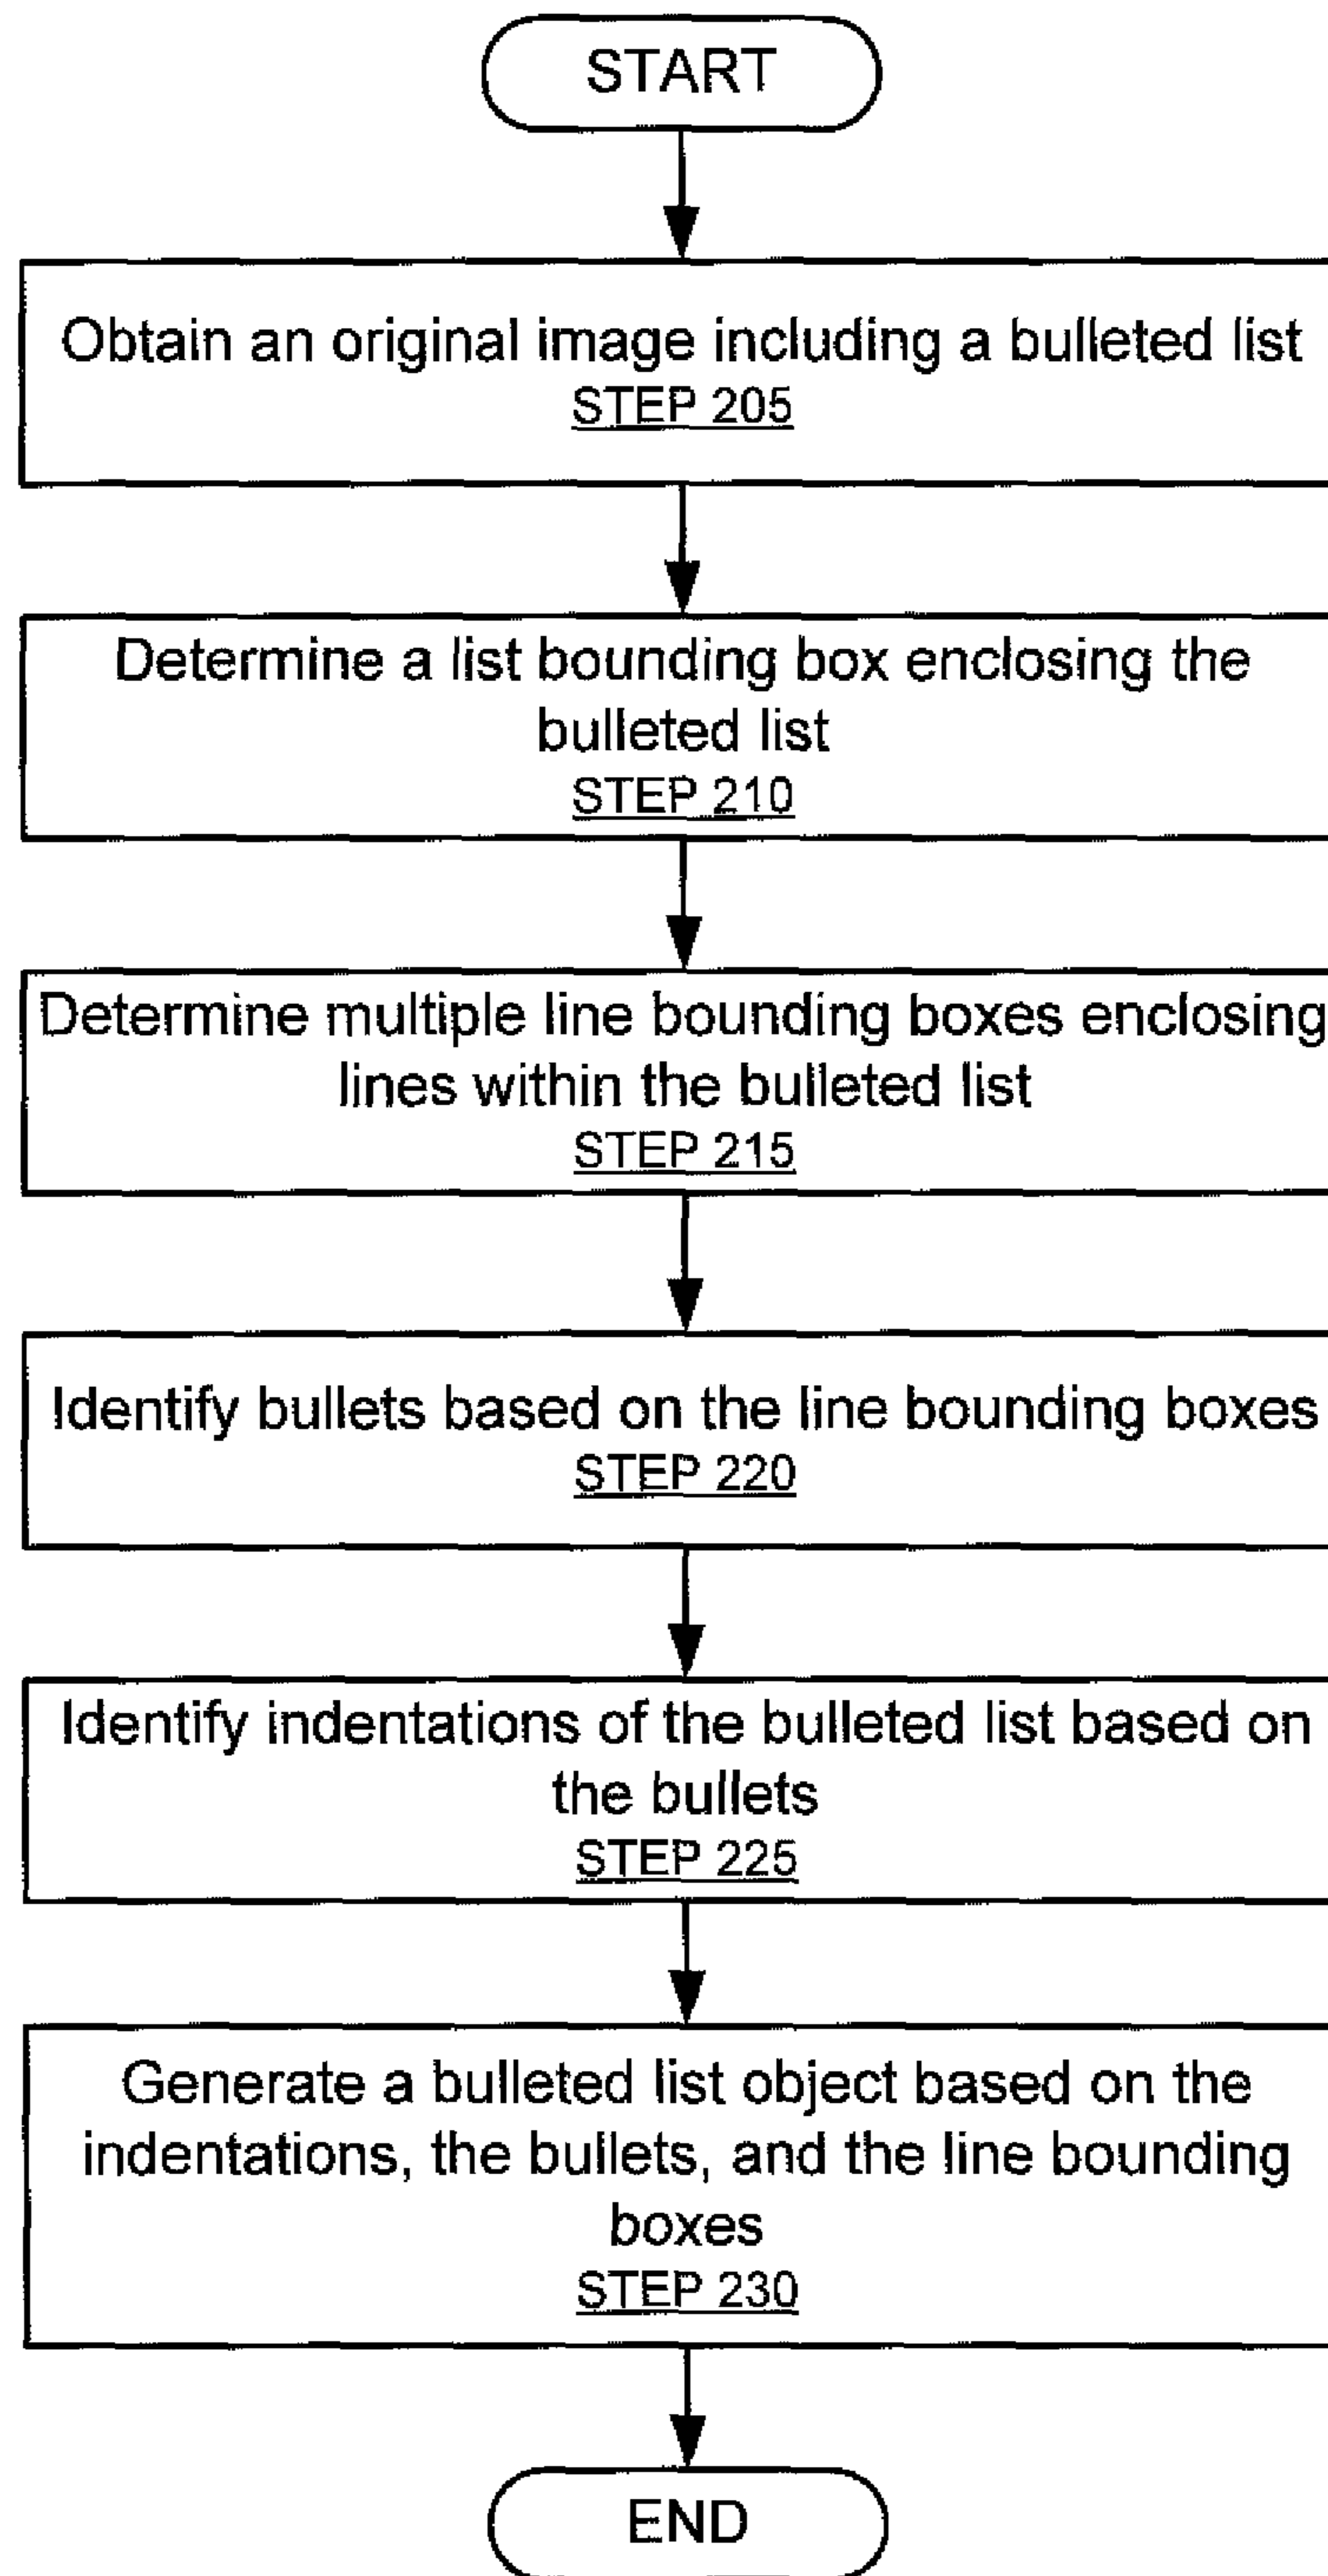 START
Obtain an original image including a bulleted list
STEP 205
Determine a list bounding box enclosing the
bulleted list
STEP 210
Determine multiple line bounding boxes enclosing
lines within the bulleted list
STEP 215
Identify bullets based on the line bounding boxes
STEP 220
Identify indentations of the bulleted list based on
the bullets
STEP 225
Generate a bulleted list object based on the
indentations, the bullets, and the line bounding
boxes
STEP 230
END